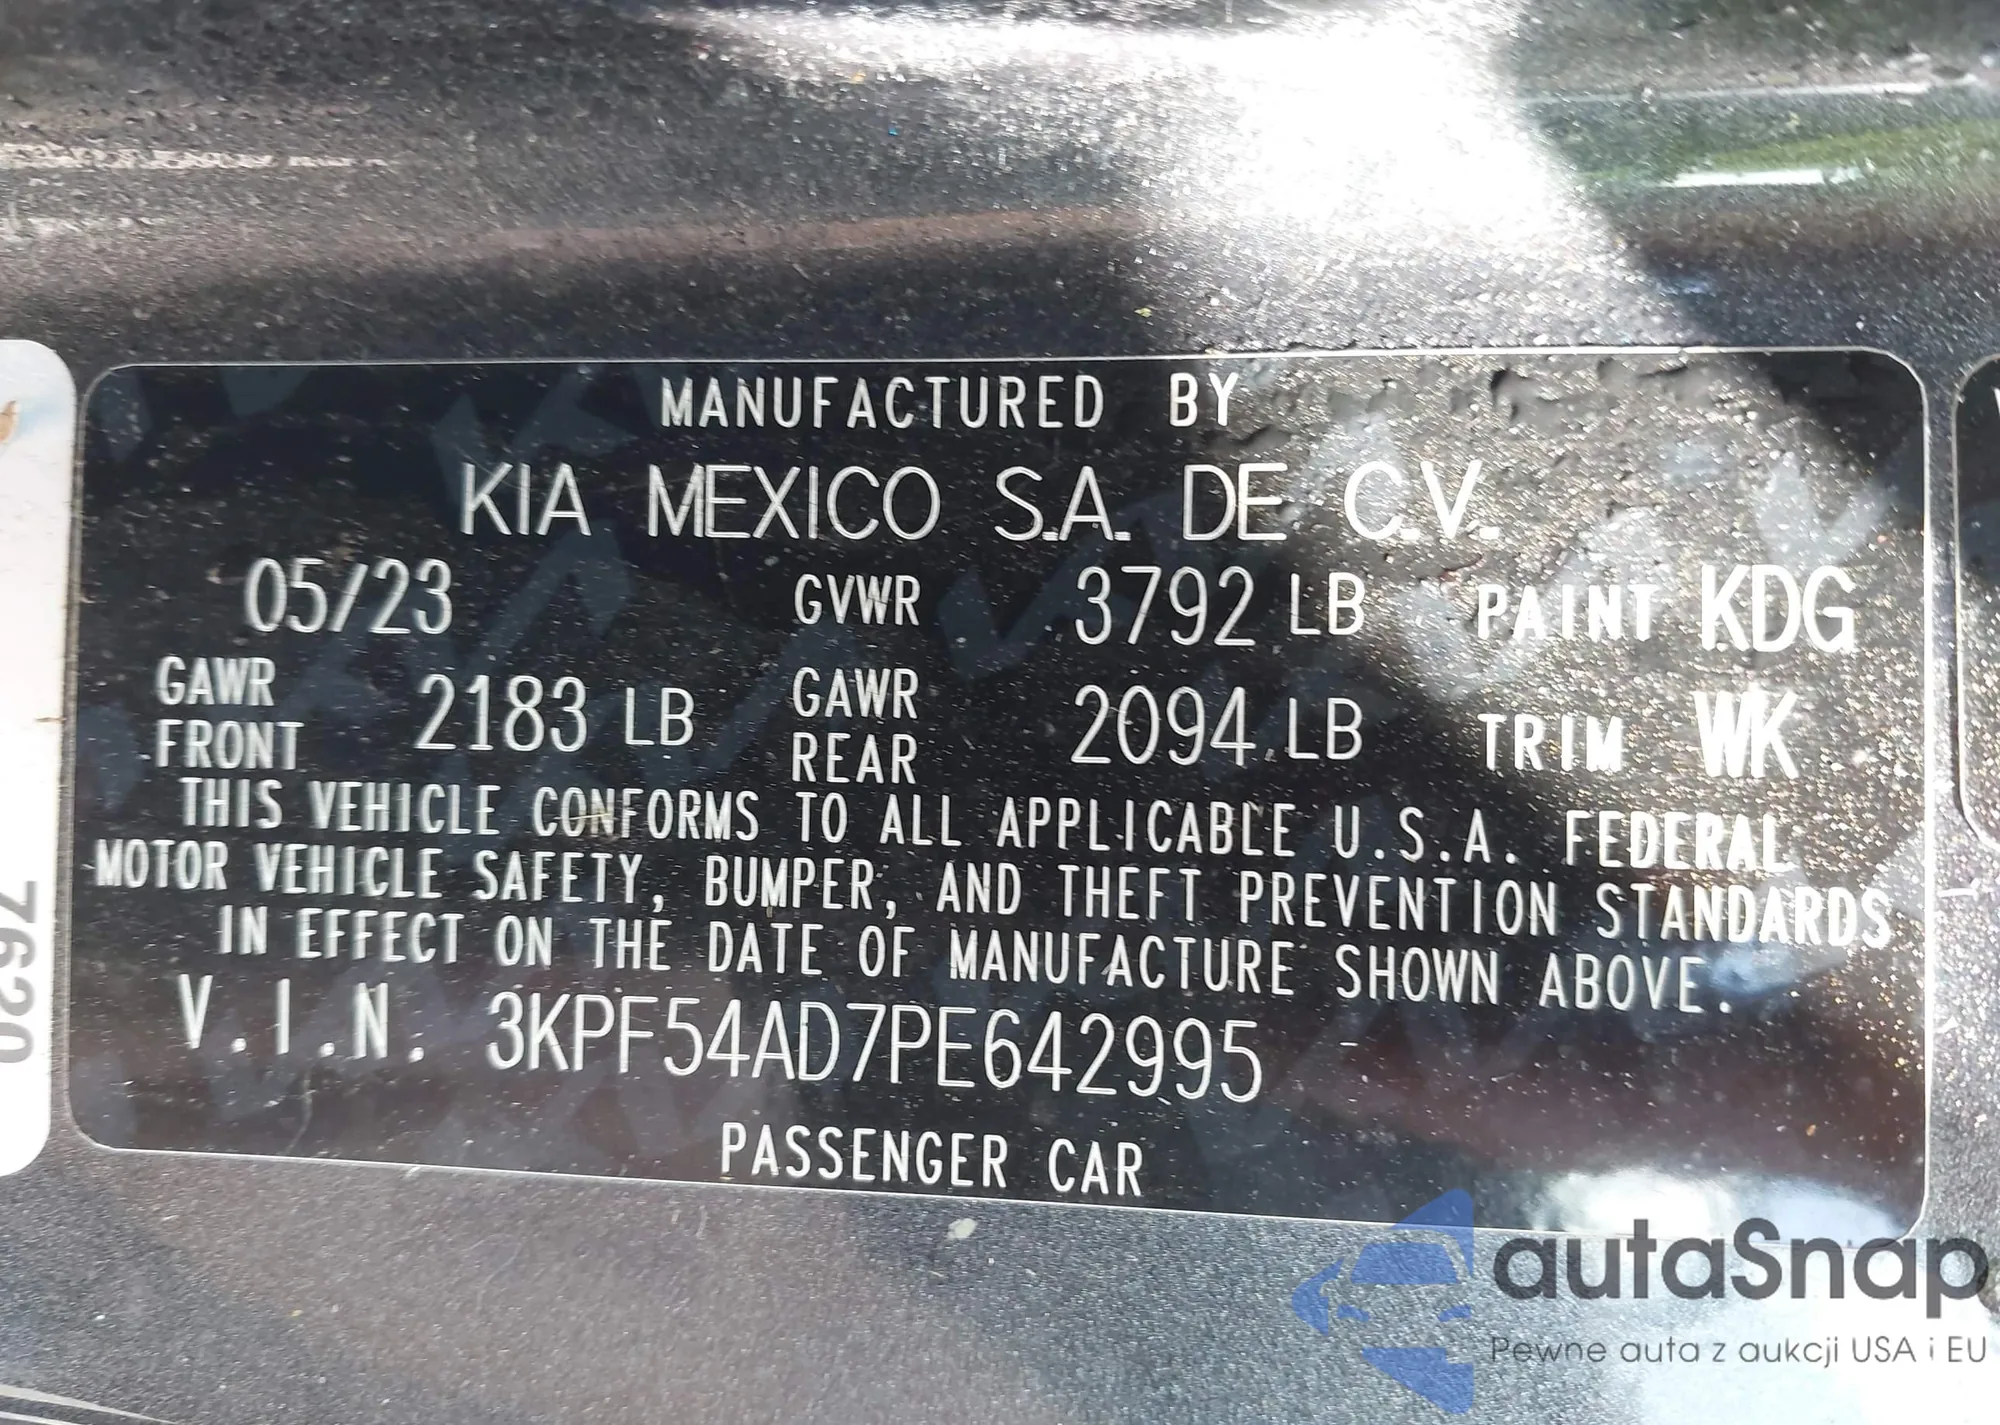 MANUFACTURED BY
KIA MEXICO S.A. DE C.V.
05/23 GVWR 3792 LB PAINT KDG
GAWR FRONT 2183 LB GAWR REAR 2094 LB TRIM WK
THIS VEHICLE CONFORMS TO ALL APPLICABLE U.S.A. FEDERAL
MOTOR VEHICLE SAFETY, BUMPER, AND THEFT PREVENTION STANDARDS
IN EFFECT ON THE DATE OF MANUFACTURE SHOWN ABOVE.
V.I.N. 3KPF54AD7PE642995
PASSENGER CAR
7620
autaSnap
Pewne auta z aukcji USA i EU